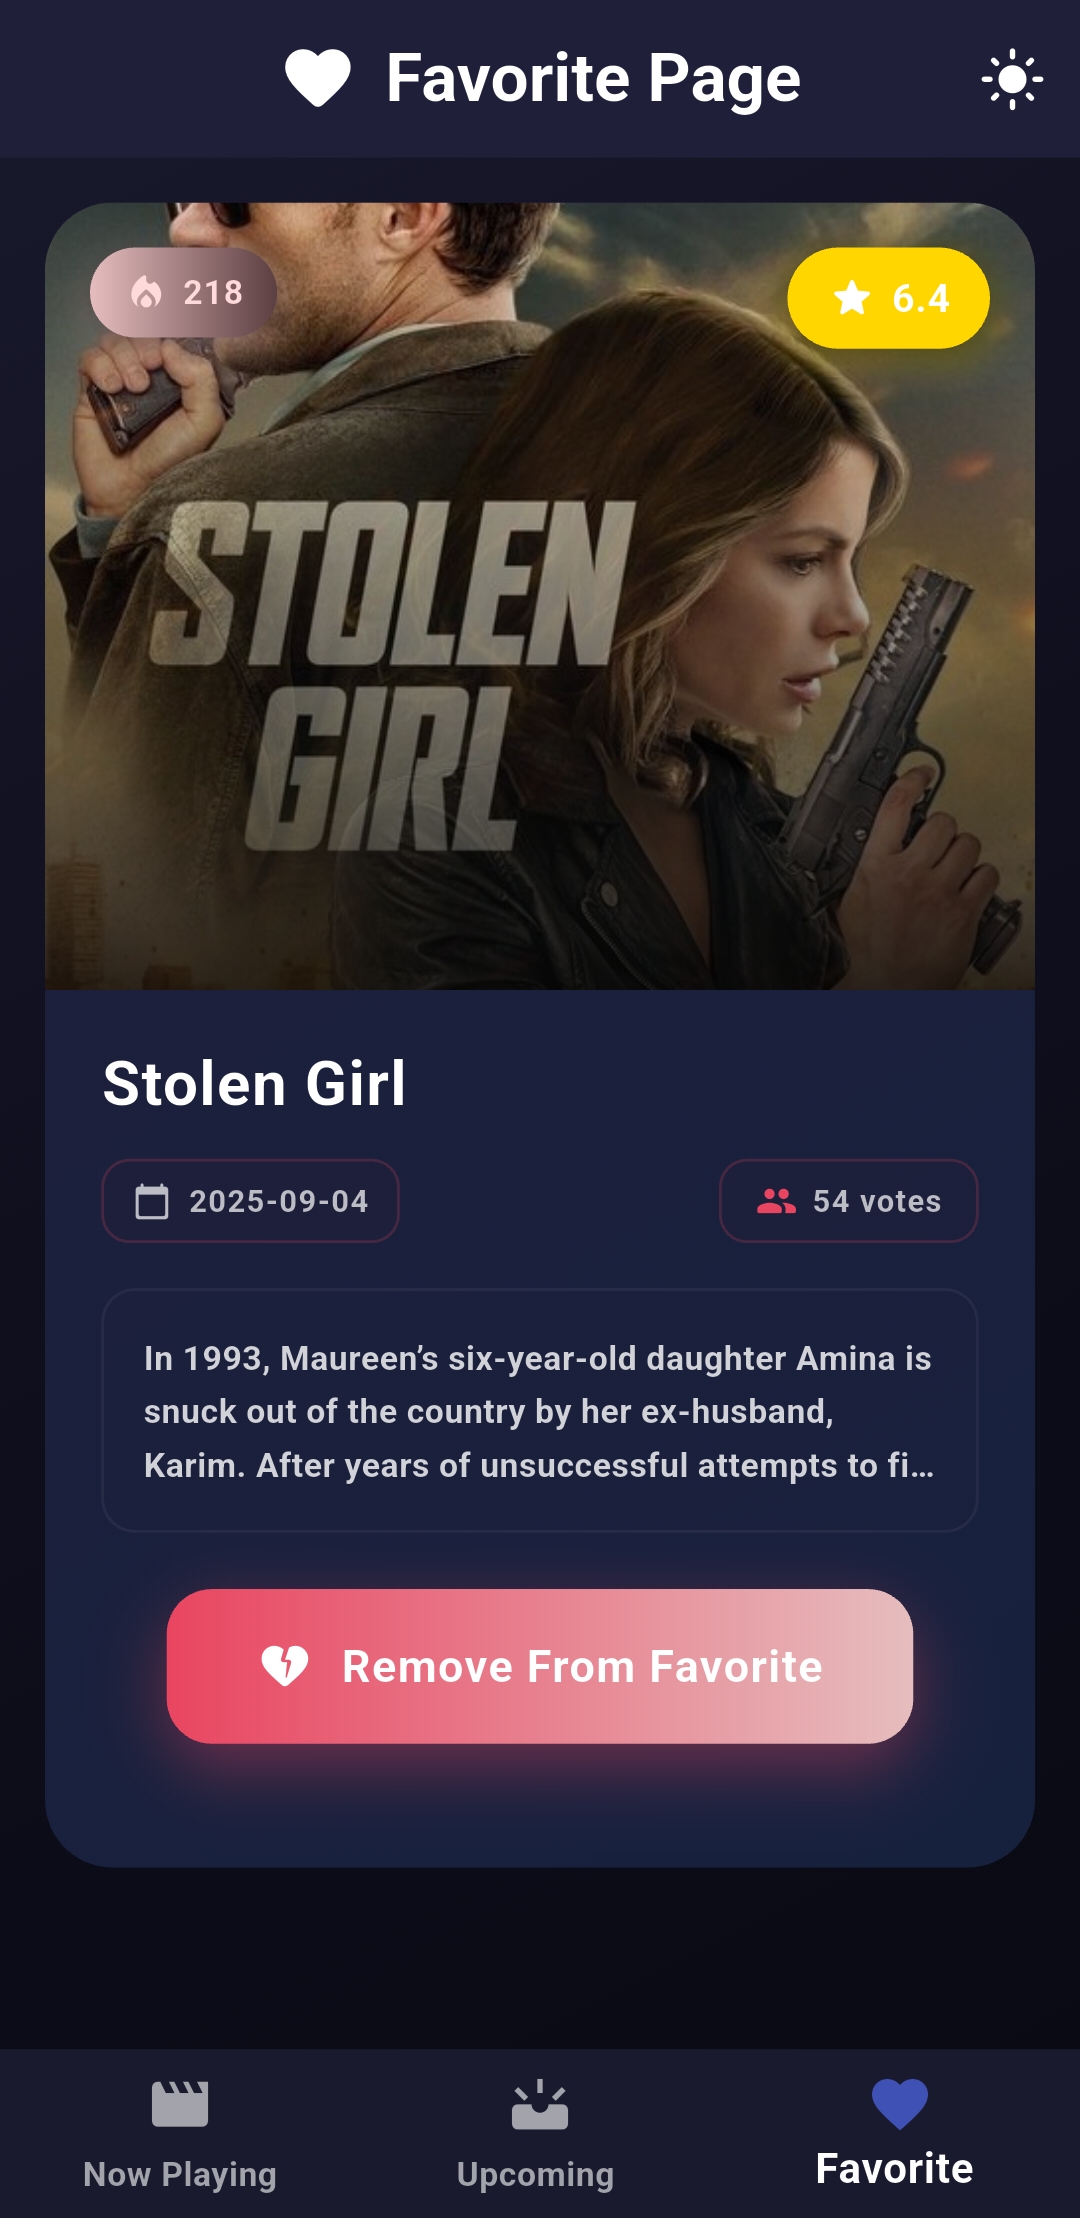 Favorite Page
218
6.4
STOLEN
GIRL
Stolen Girl
2025-09-04
54 votes
In 1993, Maureen’s six-year-old daughter Amina is
snuck out of the country by her ex-husband,
Karim. After years of unsuccessful attempts to fi…
Remove From Favorite
Now Playing
Upcoming
Favorite